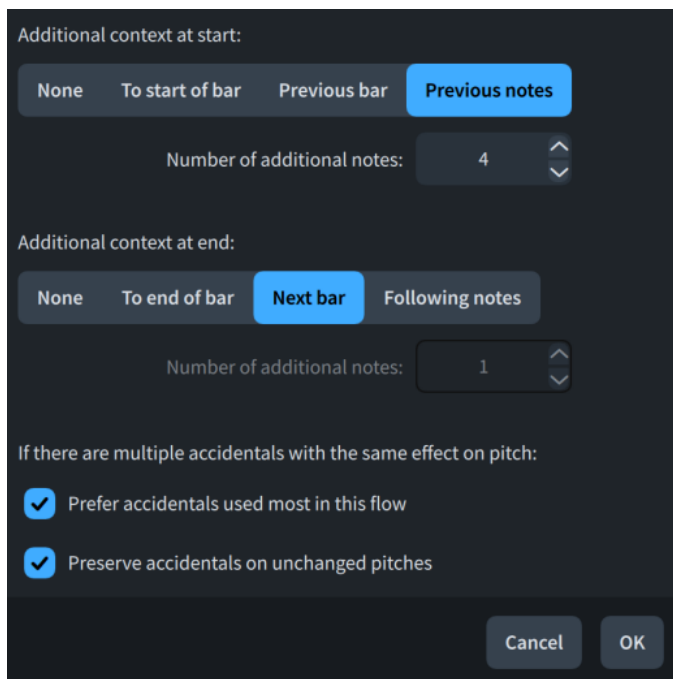 Additional context at start:
None To start of bar Previous bar Previous notes
Number of additional notes: 4
Additional context at end:
None To end of bar Next bar Following notes
Number of additional notes: 1
If there are multiple accidentals with the same effect on pitch:
Prefer accidentals used most in this flow
Preserve accidentals on unchanged pitches
Cancel OK